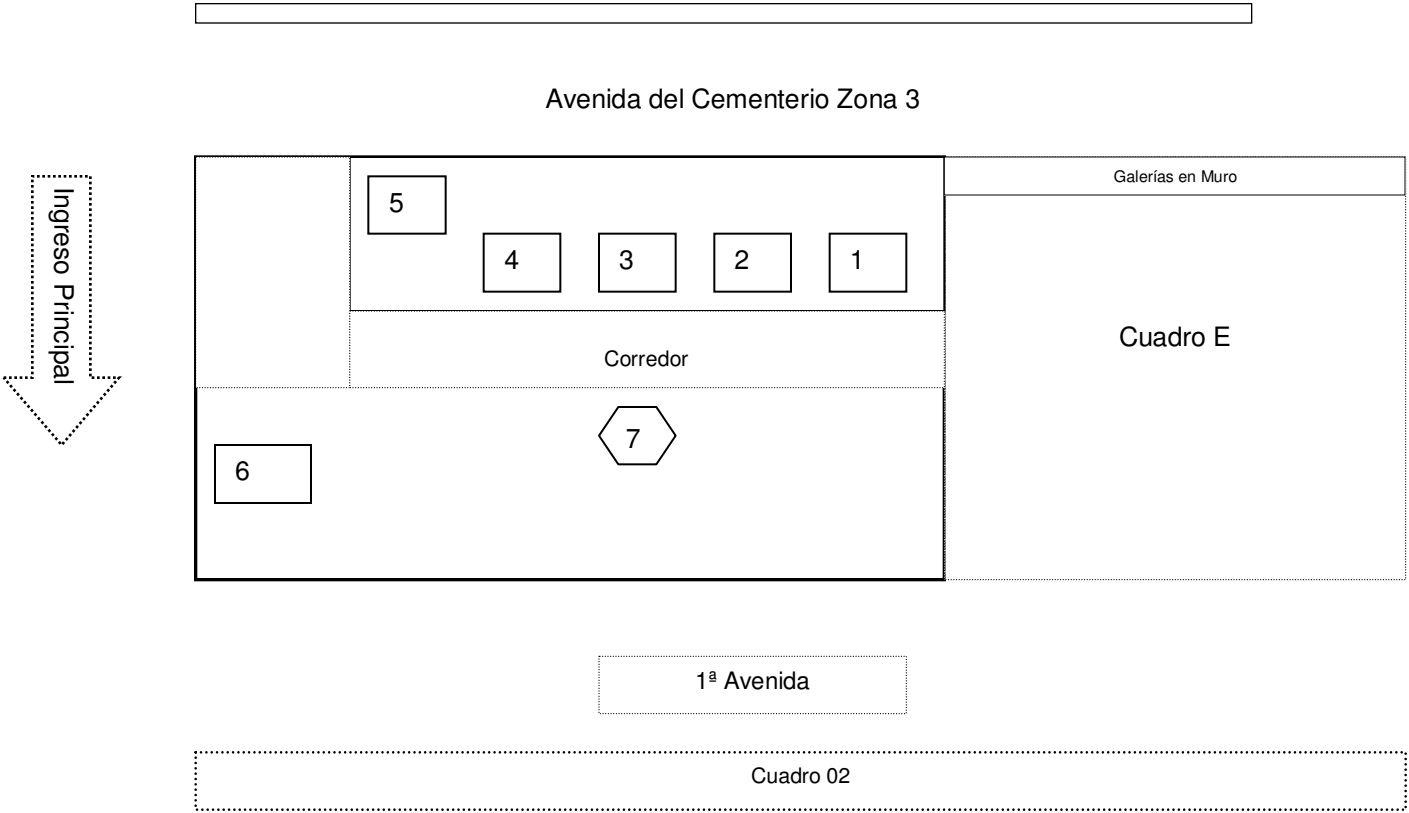 Avenida del Cementerio Zona 3
Ingreso Principal
Galerías en Muro
5
4
3
2
1
Cuadro E
Corredor
7
6
1ª Avenida
Cuadro 02